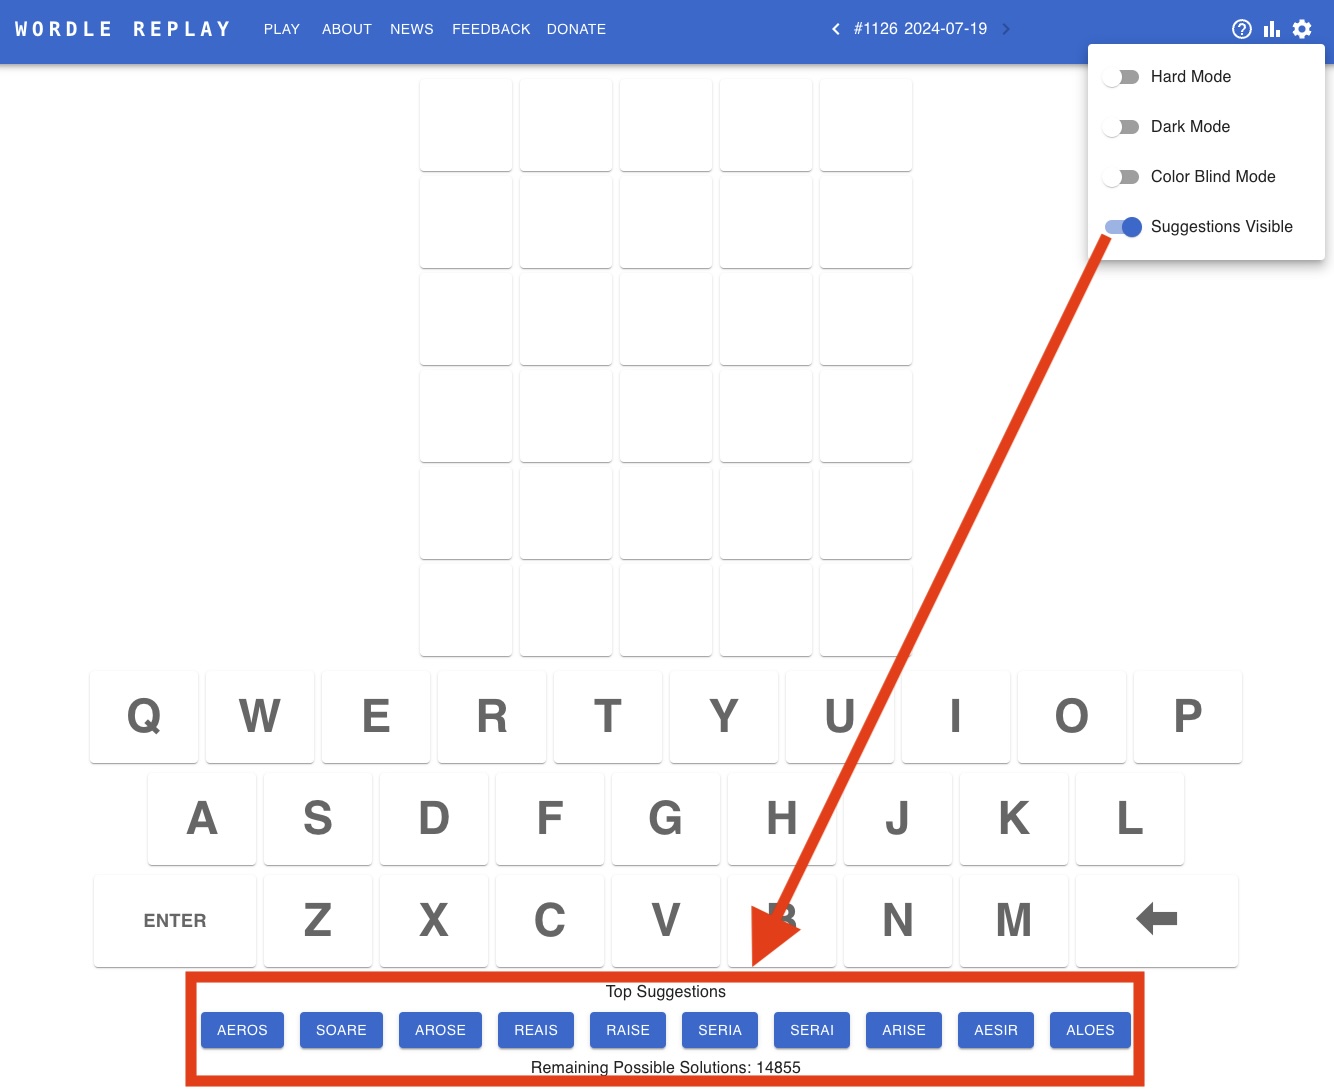 WORDLE REPLAY PLAY ABOUT NEWS FEEDBACK DONATE #1126 2024-07-19
Hard Mode
Dark Mode
Color Blind Mode
Suggestions Visible
Q W E R T Y U I O P
A S D F G H J K L
ENTER Z X C V B N M
Top Suggestions
AEROS SOARE AROSE REAIS RAISE SERIA SERAI ARISE AESIR ALOES
Remaining Possible Solutions: 14855